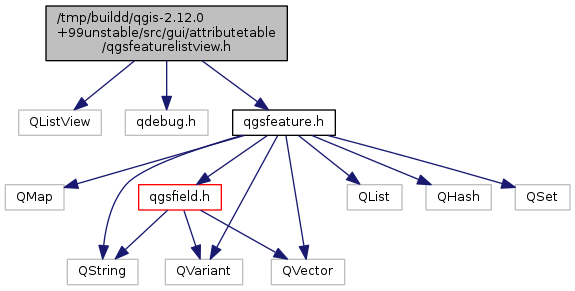 /tmp/buildd/qgis-2.12.0
+99unstable/src/gui/attributetable
/qgsfeaturelistview.h
QListView
qdebug.h
qgsfeature.h
QMap
qgsfield.h
QList
QHash
QSet
QString
QVariant
QVector